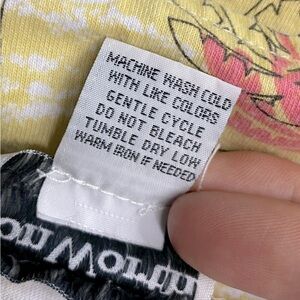 MACHINE WASH COLD
WITH LIKE COLORS
GENTLE CYCLE
DO NOT BLEACH
TUMBLE DRY LOW
WARM IRON IF NEEDED